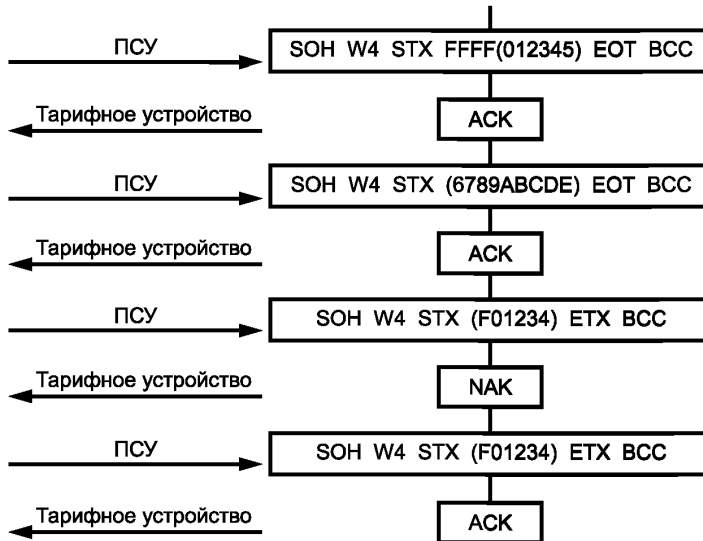 ПСУ
SOH W4 STX FFFF(012345) EOT BCC
Тарифное устройство
ACK
ПСУ
SOH W4 STX (6789ABCDE) EOT BCC
Тарифное устройство
ACK
ПСУ
SOH W4 STX (F01234) ETX BCC
Тарифное устройство
NAK
ПСУ
SOH W4 STX (F01234) ETX BCC
Тарифное устройство
ACK